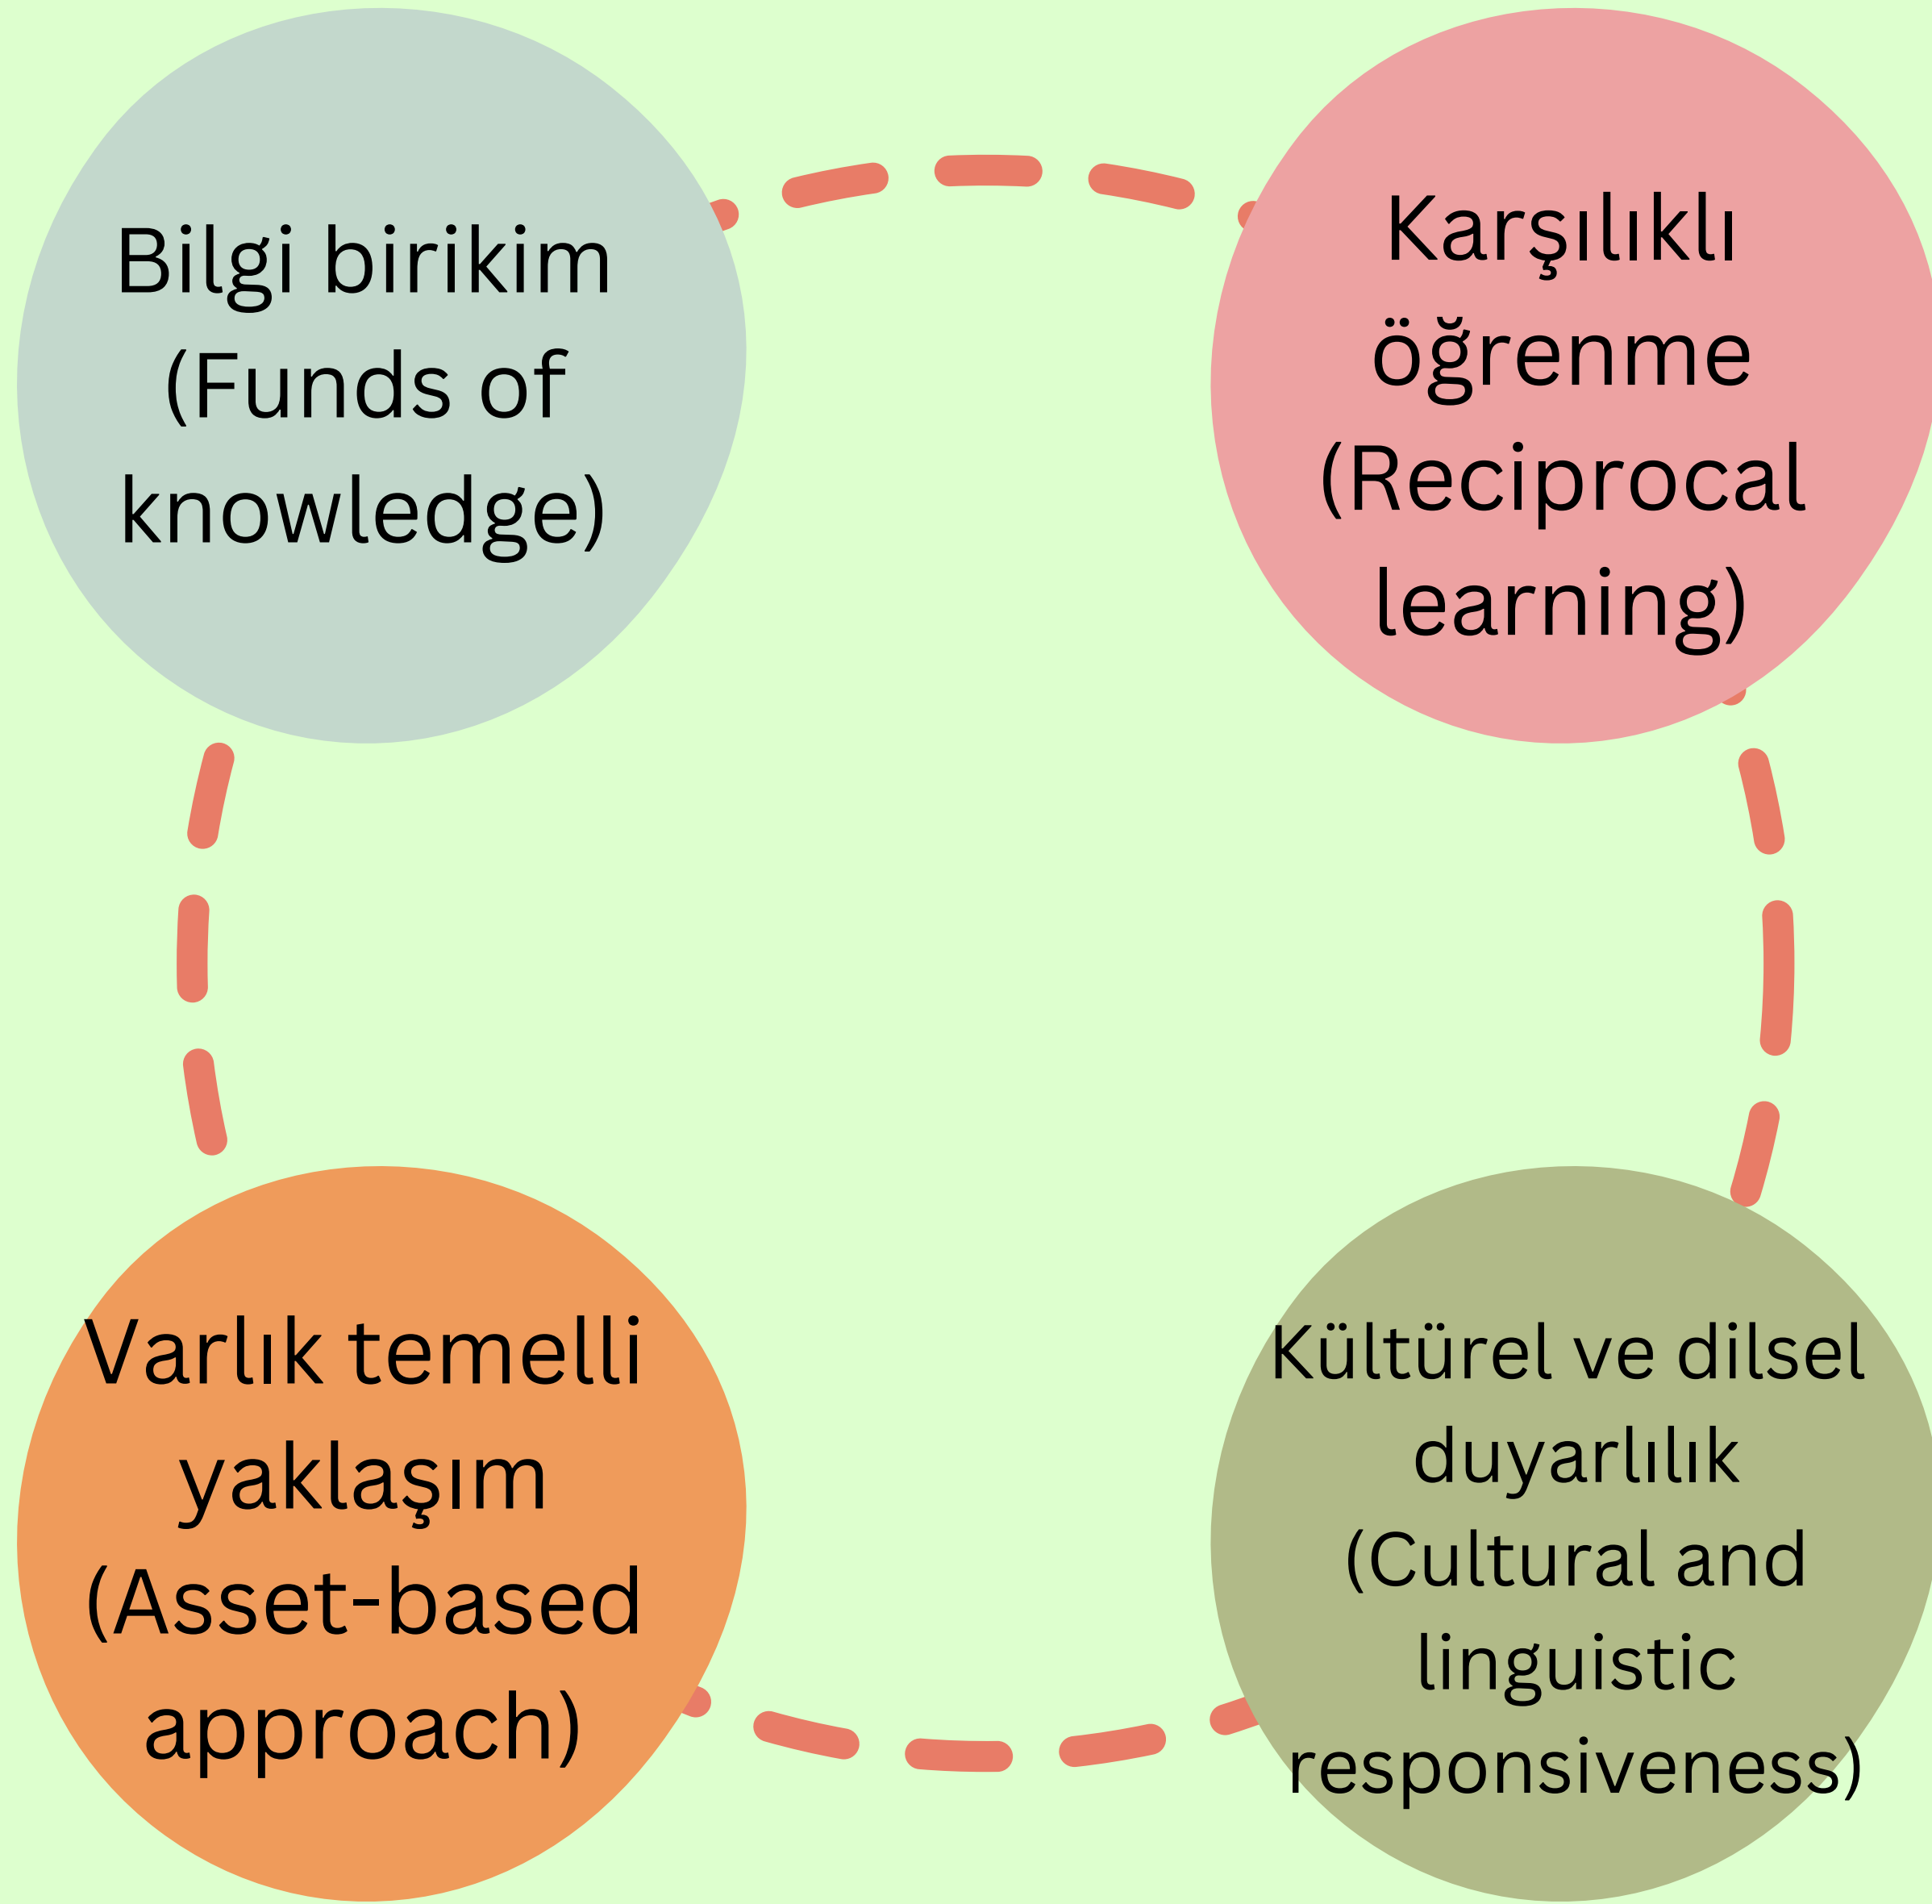 Bilgi birikim
(Funds of
knowledge)
Karşılıklı
öğrenme
(Reciprocal
learning)
Varlık temelli
yaklaşım
(Asset-based
approach)
Kültürel ve dilsel
duyarlılık
(Cultural and
linguistic
responsiveness)